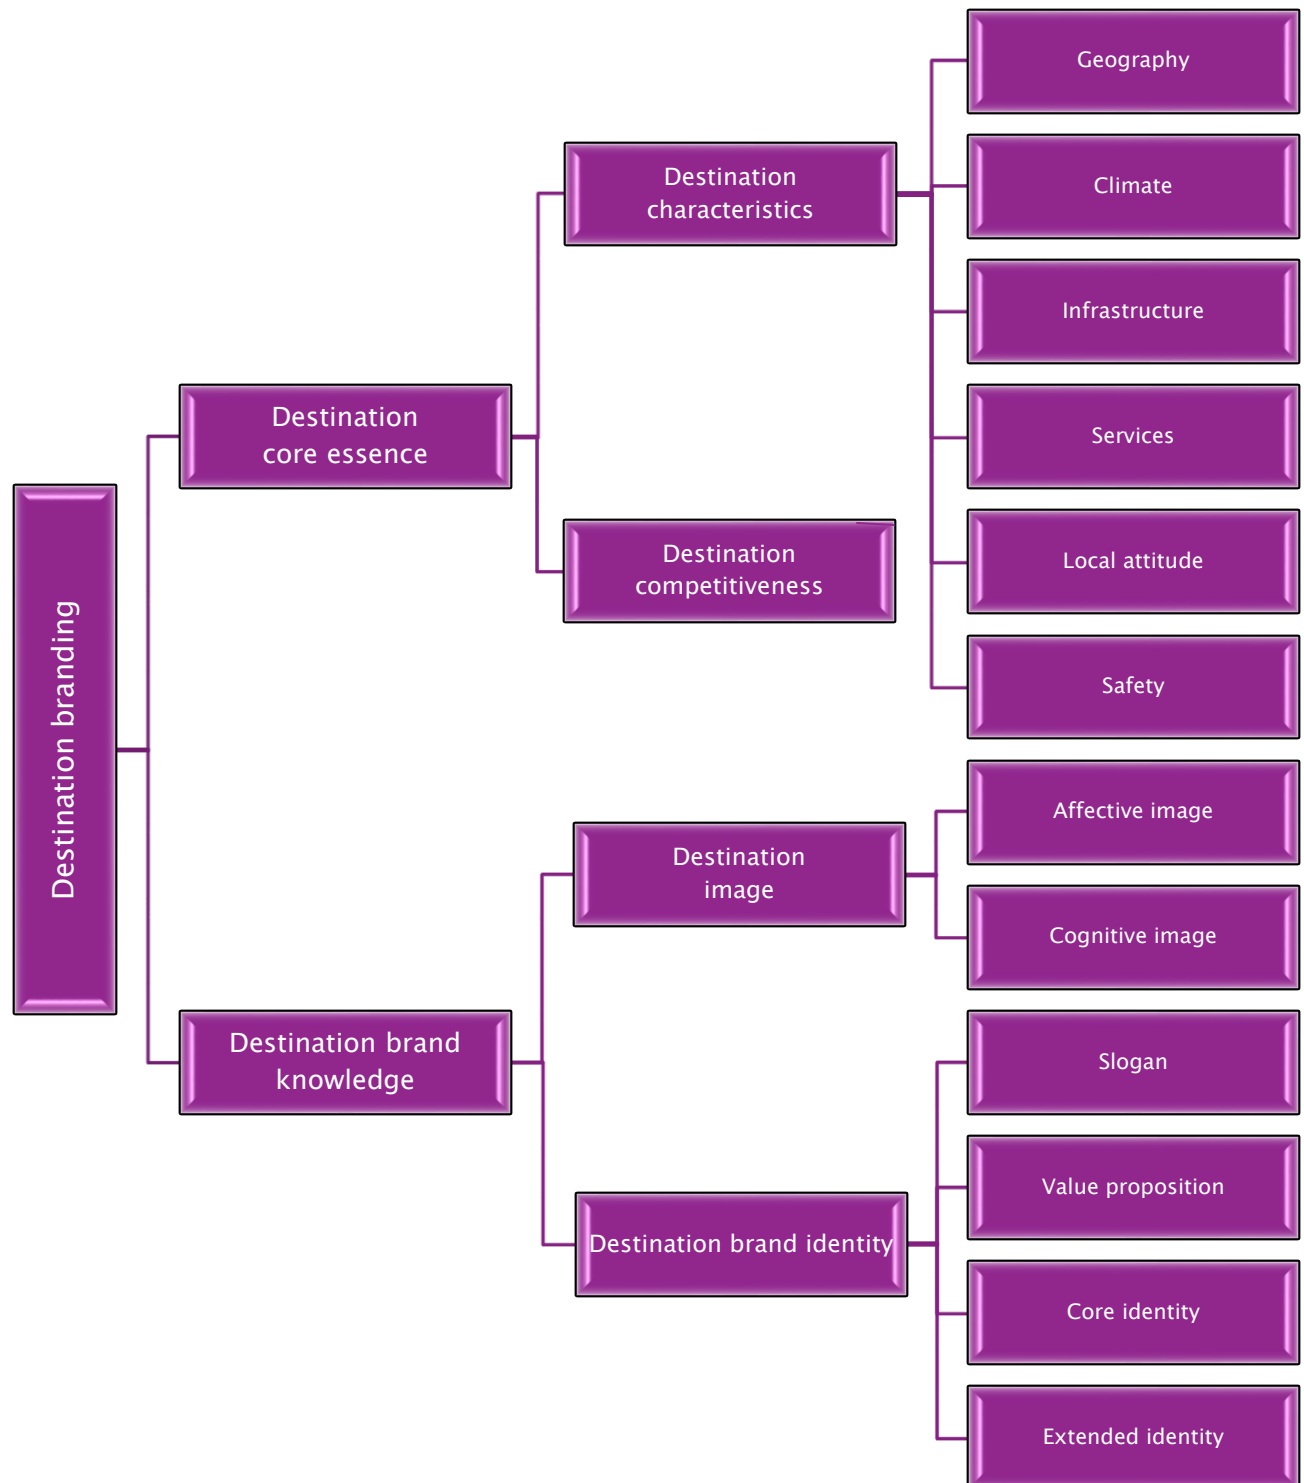 Destination branding
Destination
core essence
Destination
characteristics
Geography
Climate
Infrastructure
Services
Local attitude
Safety
Destination
competitiveness
Destination brand
knowledge
Destination
image
Affective image
Cognitive image
Destination brand identity
Slogan
Value proposition
Core identity
Extended identity